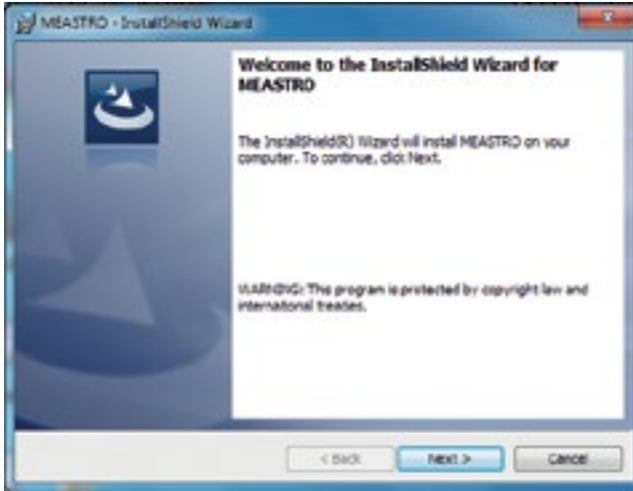 MEASTRO - InstallShield Wizard
Welcome to the InstallShield Wizard for
MEASTRO
The InstallShield(R) Wizard will install MEASTRO on your
computer. To continue, click Next.
WARNING: This program is protected by copyright law and
international treaties.
< Back
Next >
Cancel